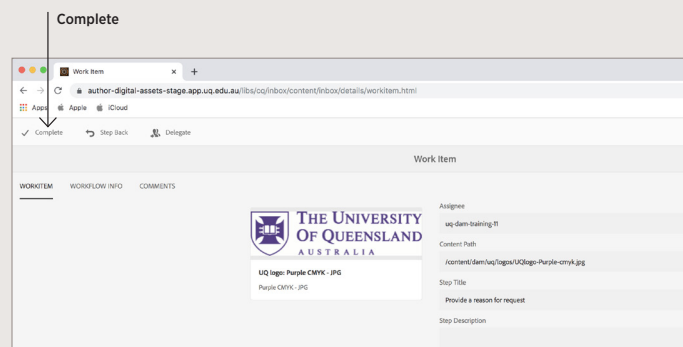 Complete
Work Item
author-digital-assets-stage.app.uq.edu.au/libs/cq/inbox/content/inbox/details/workitem.html
Apps Apple iCloud
Complete Step Back Delegate
Work Item
WORKITEM WORKFLOW INFO COMMENTS
THE UNIVERSITY
OF QUEENSLAND
AUSTRALIA
UQ logo: Purple CMYK - JPG
Purple CMYK - JPG
Assignee
uq-dam-training-11
Content Path
/content/dam/uq/logos/UQlogo-Purple-cmyk.jpg
Step Title
Provide a reason for request
Step Description